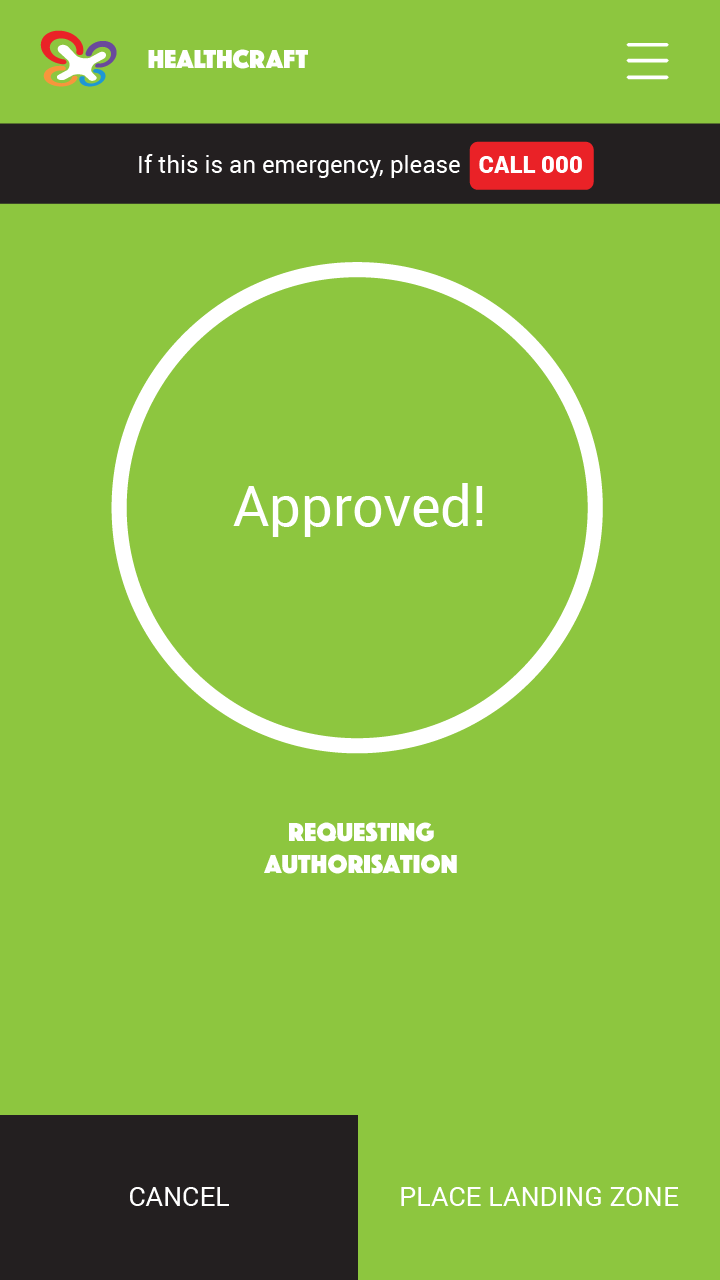 HEALTHCRAFT
If this is an emergency, please CALL 000
Approved!
REQUESTING
AUTHORISATION
CANCEL
PLACE LANDING ZONE